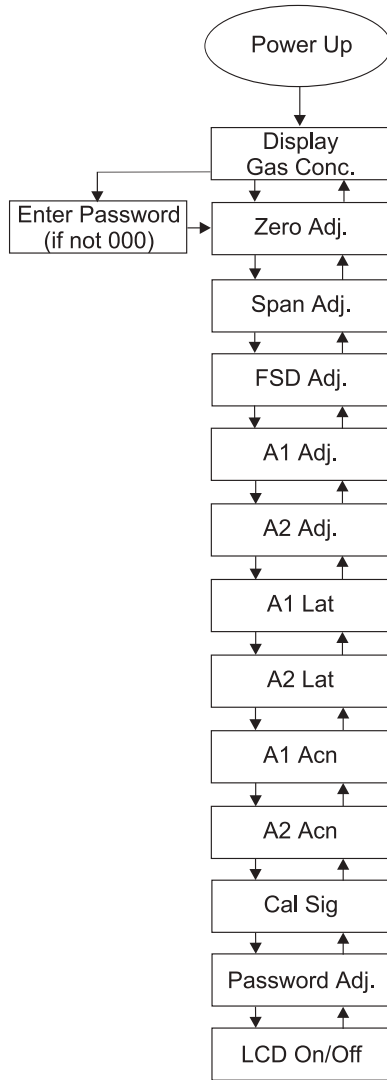 Power Up
Display
Gas Conc.
Enter Password
(if not 000)
Zero Adj.
Span Adj.
FSD Adj.
A1 Adj.
A2 Adj.
A1 Lat
A2 Lat
A1 Acn
A2 Acn
Cal Sig
Password Adj.
LCD On/Off